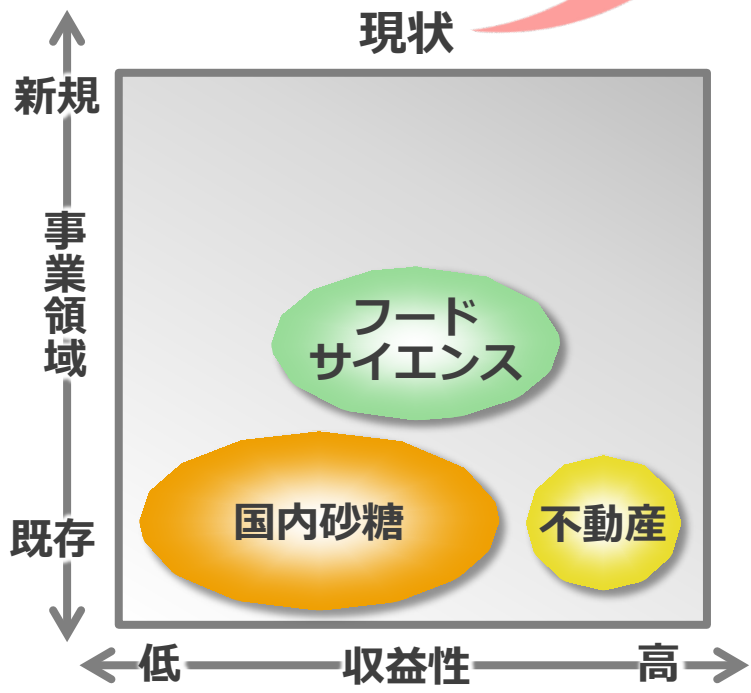 現状
新規
事業領域
既存
フード
サイエンス
国内砂糖
不動産
低
収益性
高